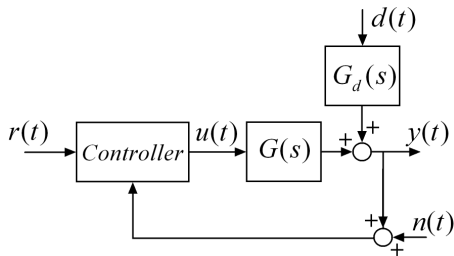 d(t)
G_d(s)
+
r(t)
Controller
u(t)
G(s)
+
y(t)
+
n(t)
+